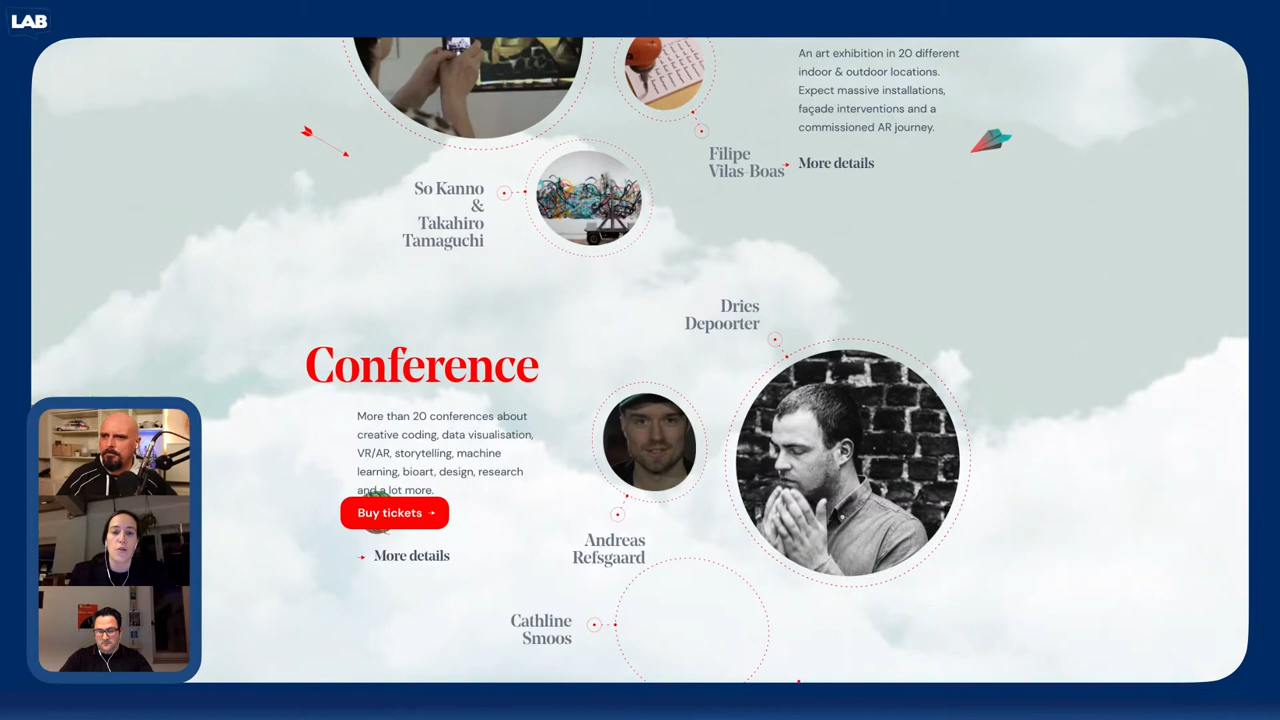 LAB
An art exhibition in 20 different
indoor & outdoor locations.
Expect massive installations,
façade interventions and a
commissioned AR journey.
More details
Filipe
Vilas-Boas
So Kanno
&
Takahiro
Tamaguchi
Dries
Depoorter
Conference
More than 20 conferences about
creative coding, data visualisation,
VR/AR, storytelling, machine
learning, bioart, design, research
and a lot more.
Buy tickets
More details
Andreas
Refsgaard
Cathline
Smoos